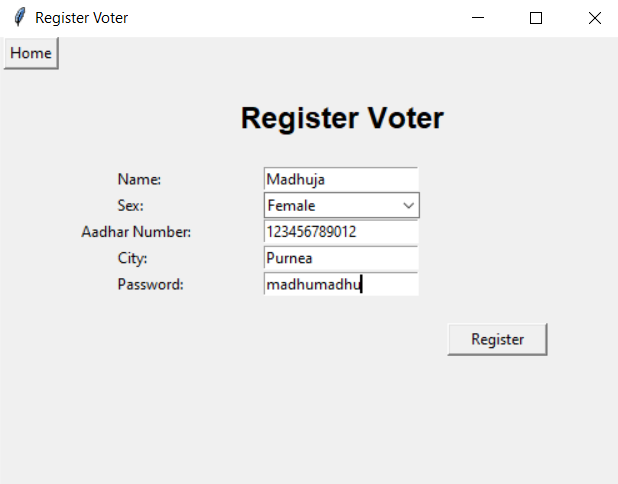 Register Voter
Home
Register Voter
Name: Madhuja
Sex: Female
Aadhar Number: 123456789012
City: Purnea
Password: madhumadhu
Register